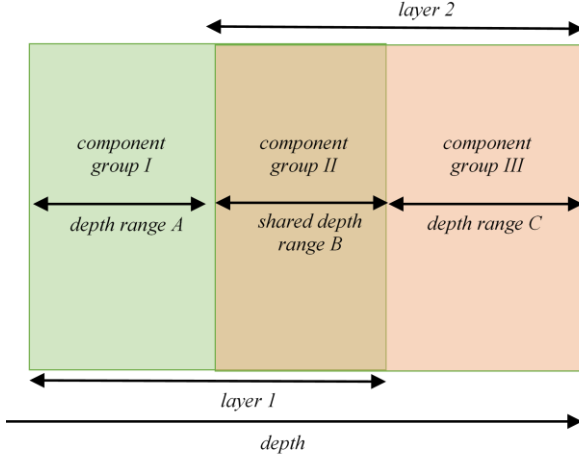 layer 2
component
group I
component
group II
component
group III
depth range A
shared depth
range B
depth range C
layer 1
depth